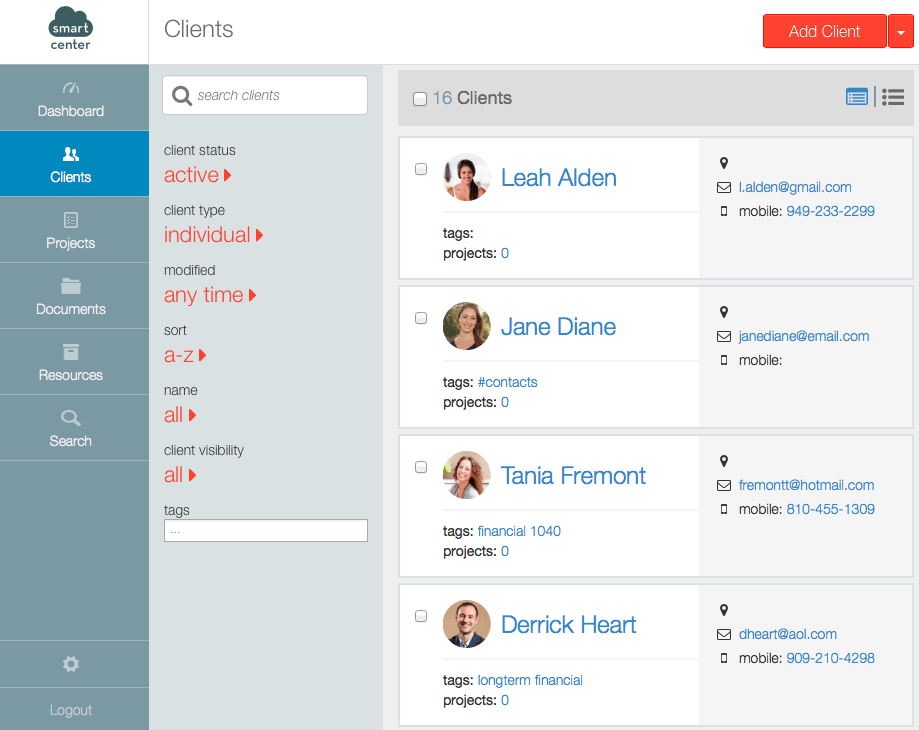 smart
center
Clients
Add Client
Dashboard
Clients
Projects
Documents
Resources
Search
Logout
search clients
client status
active
client type
individual
modified
any time
sort
a-z
name
all
client visibility
all
tags
...
16 Clients
Leah Alden
tags:
projects: 0
l.alden@gmail.com
mobile: 949-233-2299
Jane Diane
tags: #contacts
projects: 0
janediane@email.com
mobile:
Tania Fremont
tags: financial 1040
projects: 0
fremontt@hotmail.com
mobile: 810-455-1309
Derrick Heart
tags: longterm financial
projects: 0
dheart@aol.com
mobile: 909-210-4298